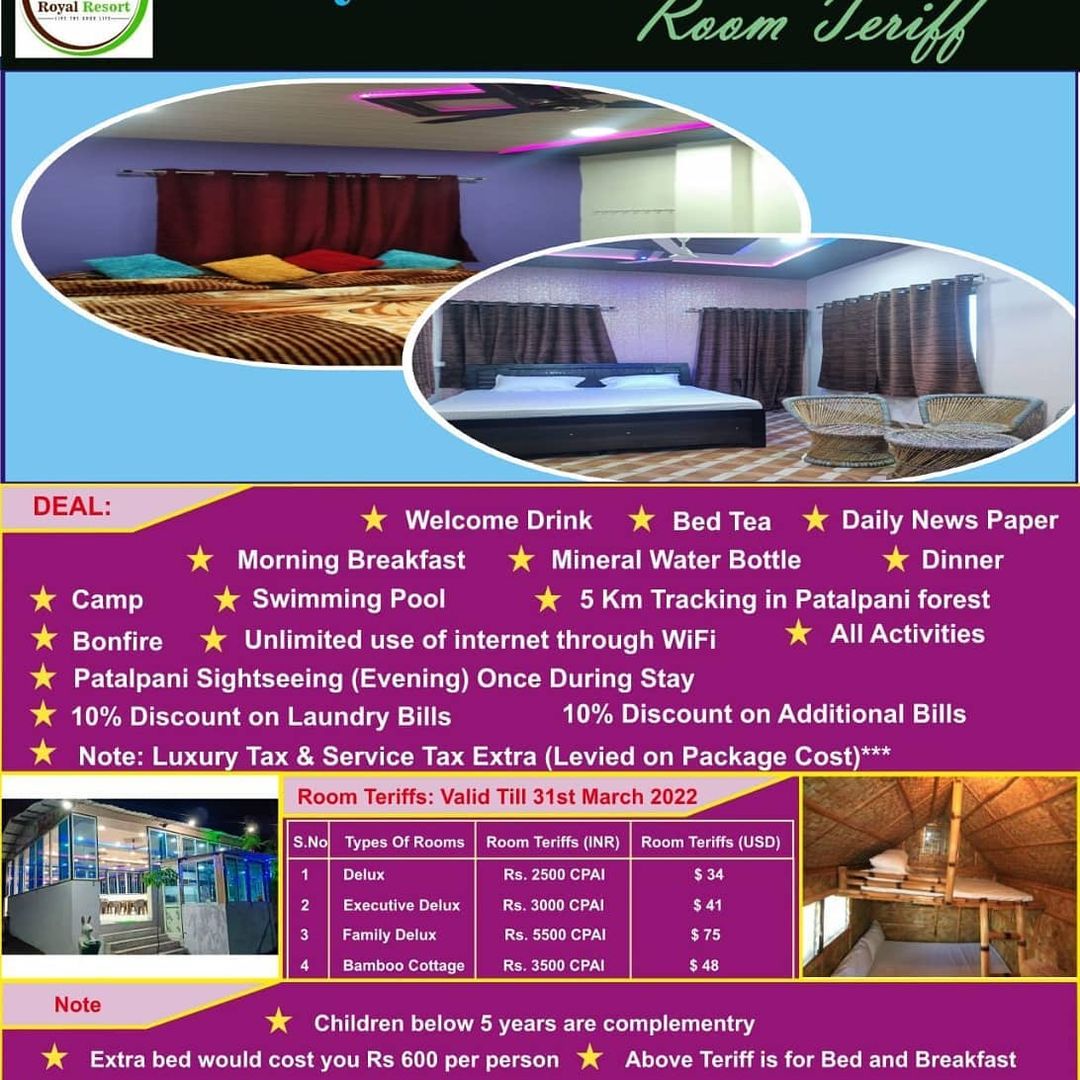 Royal Resort
LIVE THE GOOD LIFE
Room Teriff
DEAL:
Welcome Drink Bed Tea Daily News Paper
Morning Breakfast Mineral Water Bottle Dinner
Camp Swimming Pool 5 Km Tracking in Patalpani forest
Bonfire Unlimited use of internet through WiFi All Activities
Patalpani Sightseeing (Evening) Once During Stay
10% Discount on Laundry Bills 10% Discount on Additional Bills
Note: Luxury Tax & Service Tax Extra (Levied on Package Cost)***
Room Teriffs: Valid Till 31st March 2022
S.No Types Of Rooms Room Teriffs (INR) Room Teriffs (USD)
1 Delux Rs. 2500 CPAI $ 34
2 Executive Delux Rs. 3000 CPAI $ 41
3 Family Delux Rs. 5500 CPAI $ 75
4 Bamboo Cottage Rs. 3500 CPAI $ 48
Note
Children below 5 years are complementry
Extra bed would cost you Rs 600 per person Above Teriff is for Bed and Breakfast